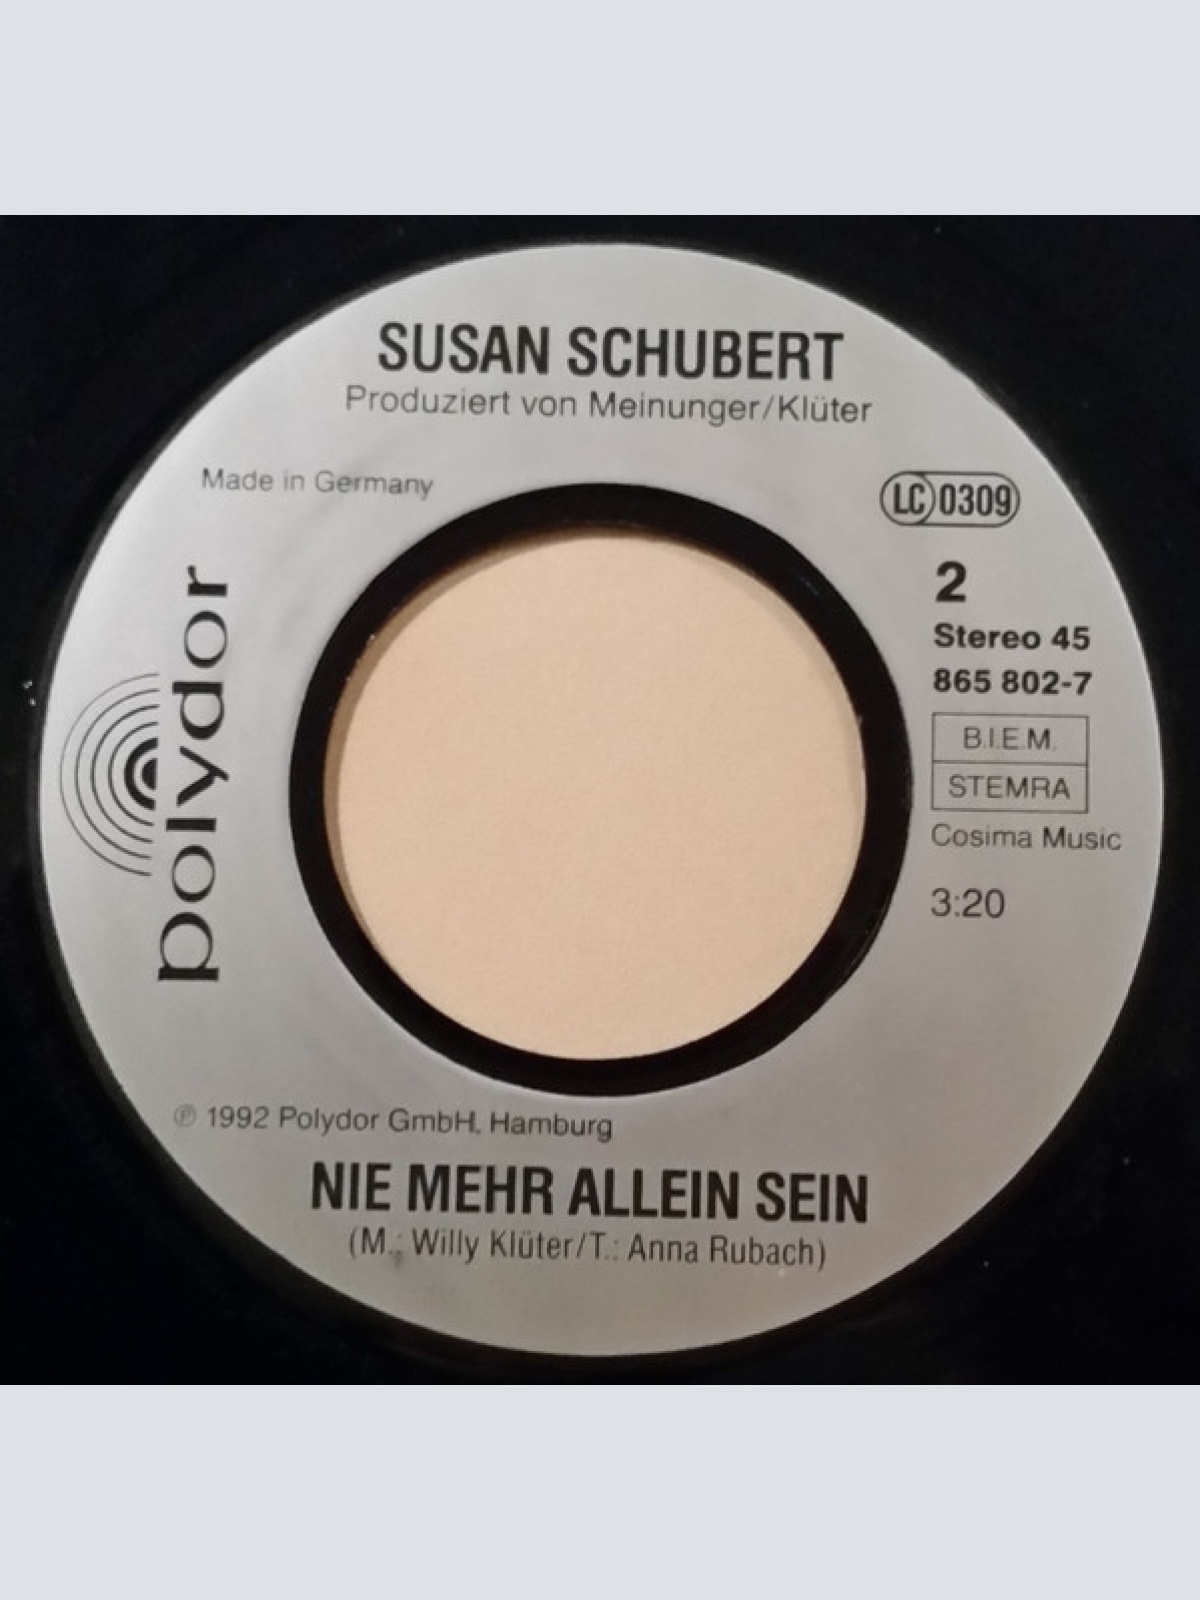 SUSAN SCHUBERT
Produziert von Meinunger/Klüter
Made in Germany
LC 0309
polydor
2
Stereo 45
865 802-7
B.I.E.M.
STEMRA
Cosima Music
3:20
℗ 1992 Polydor GmbH, Hamburg
NIE MEHR ALLEIN SEIN
(M.: Willy Klüter/T.: Anna Rubach)